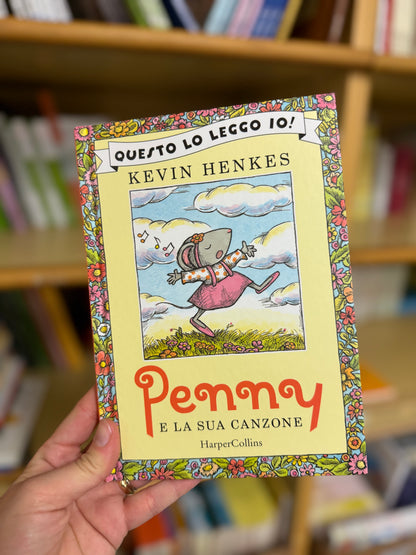 QUESTO LO LEGGO IO!
KEVIN HENKES
Penny
E LA SUA CANZONE
HarperCollins